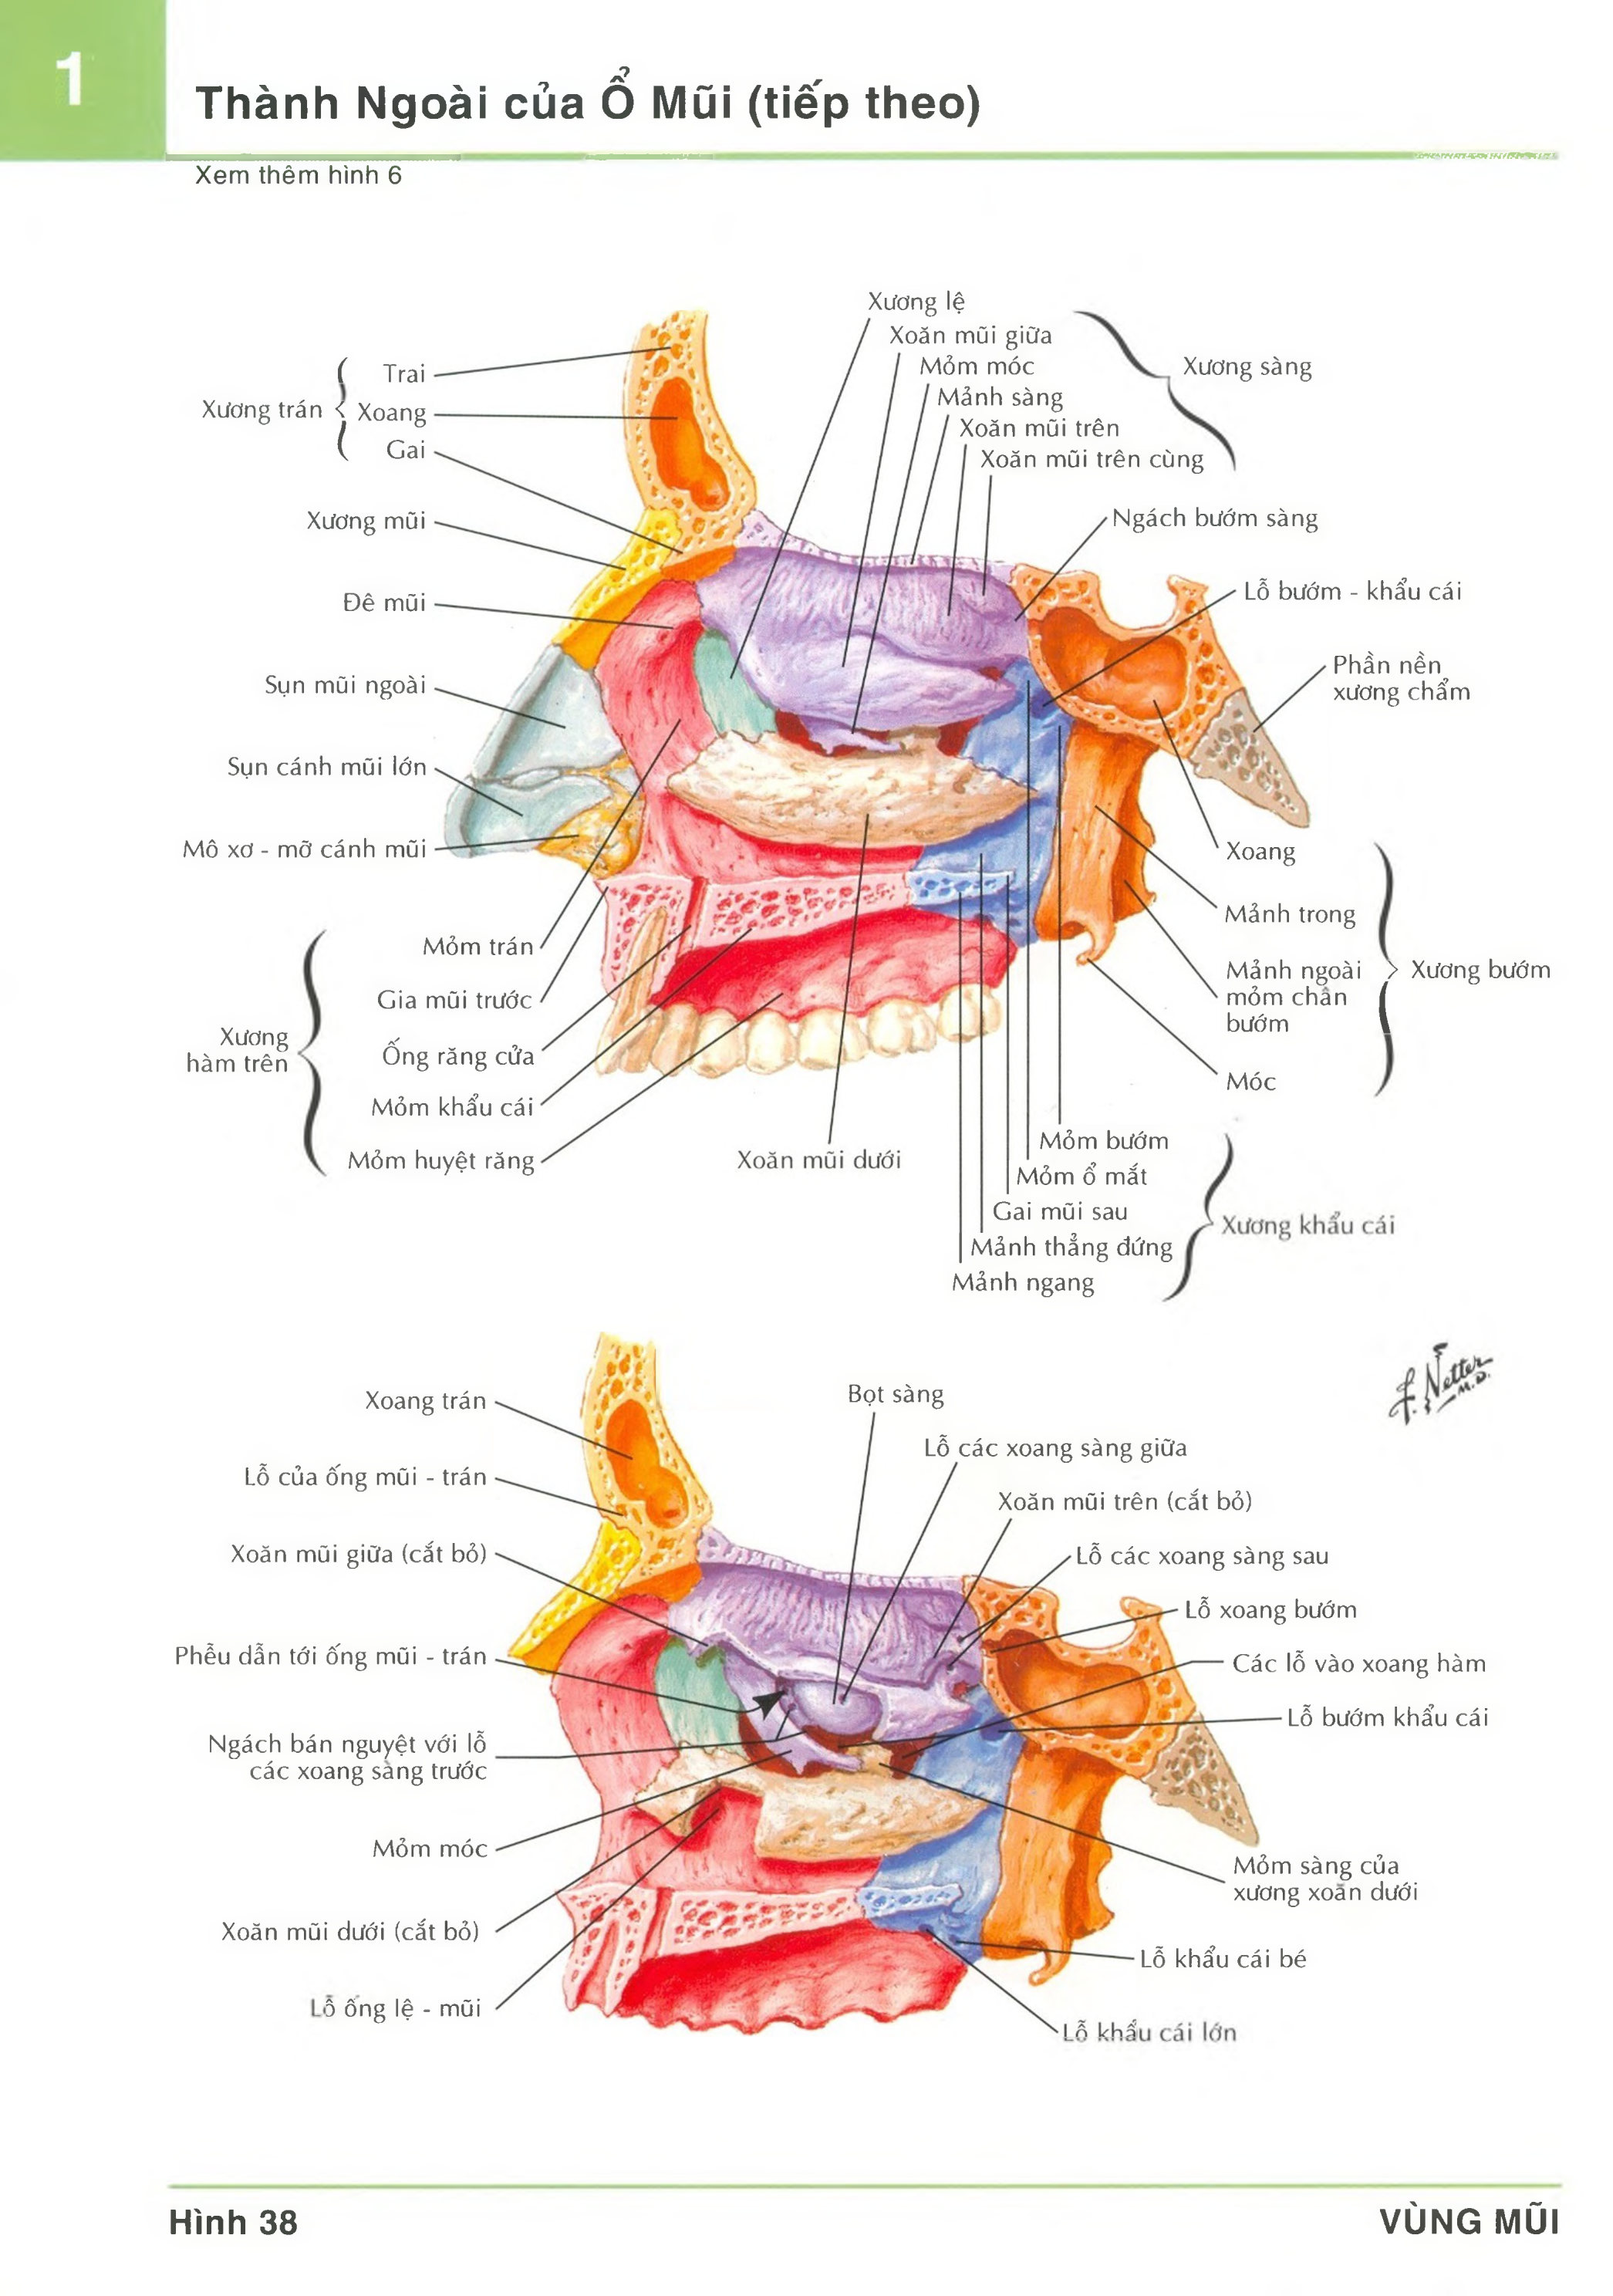 1
Thành Ngoài của Ổ Mũi (tiếp theo)
Xem thêm hình 6
Xương lệ
Xoăn mũi giữa
Mỏm móc
Mảnh sàng
Xoăn mũi trên
Xoăn mũi trên cùng
Xương sàng
Trai
Xương trán
Xoang
Gai
Xương mũi
Đê mũi
Sụn mũi ngoài
Sụn cánh mũi lớn
Mô xơ - mỡ cánh mũi
Ngách bướm sàng
Lỗ bướm - khẩu cái
Phần nền
xương chẩm
Xoang
Mảnh trong
Mảnh ngoài
mỏm chân
bướm
Xương bướm
Móc
Mỏm trán
Gia mũi trước
Xương
hàm trên
Ống răng cửa
Mỏm khẩu cái
Mỏm huyệt răng
Xoăn mũi dưới
Mỏm bướm
Mỏm ổ mắt
Gai mũi sau
Mảnh thẳng đứng
Mảnh ngang
Xương khẩu cái
F. Netter
M.D.
Xoang trán
Lỗ của ống mũi - trán
Xoăn mũi giữa (cắt bỏ)
Phễu dẫn tới ống mũi - trán
Ngách bán nguyệt với lỗ
các xoang sàng trước
Mỏm móc
Xoăn mũi dưới (cắt bỏ)
Lỗ ống lệ - mũi
Bọt sàng
Lỗ các xoang sàng giữa
Xoăn mũi trên (cắt bỏ)
Lỗ các xoang sàng sau
Lỗ xoang bướm
Các lỗ vào xoang hàm
Lỗ bướm khẩu cái
Mỏm sàng của
xương xoăn dưới
Lỗ khẩu cái bé
Lỗ khẩu cái lớn
Hình 38
VÙNG MŨI